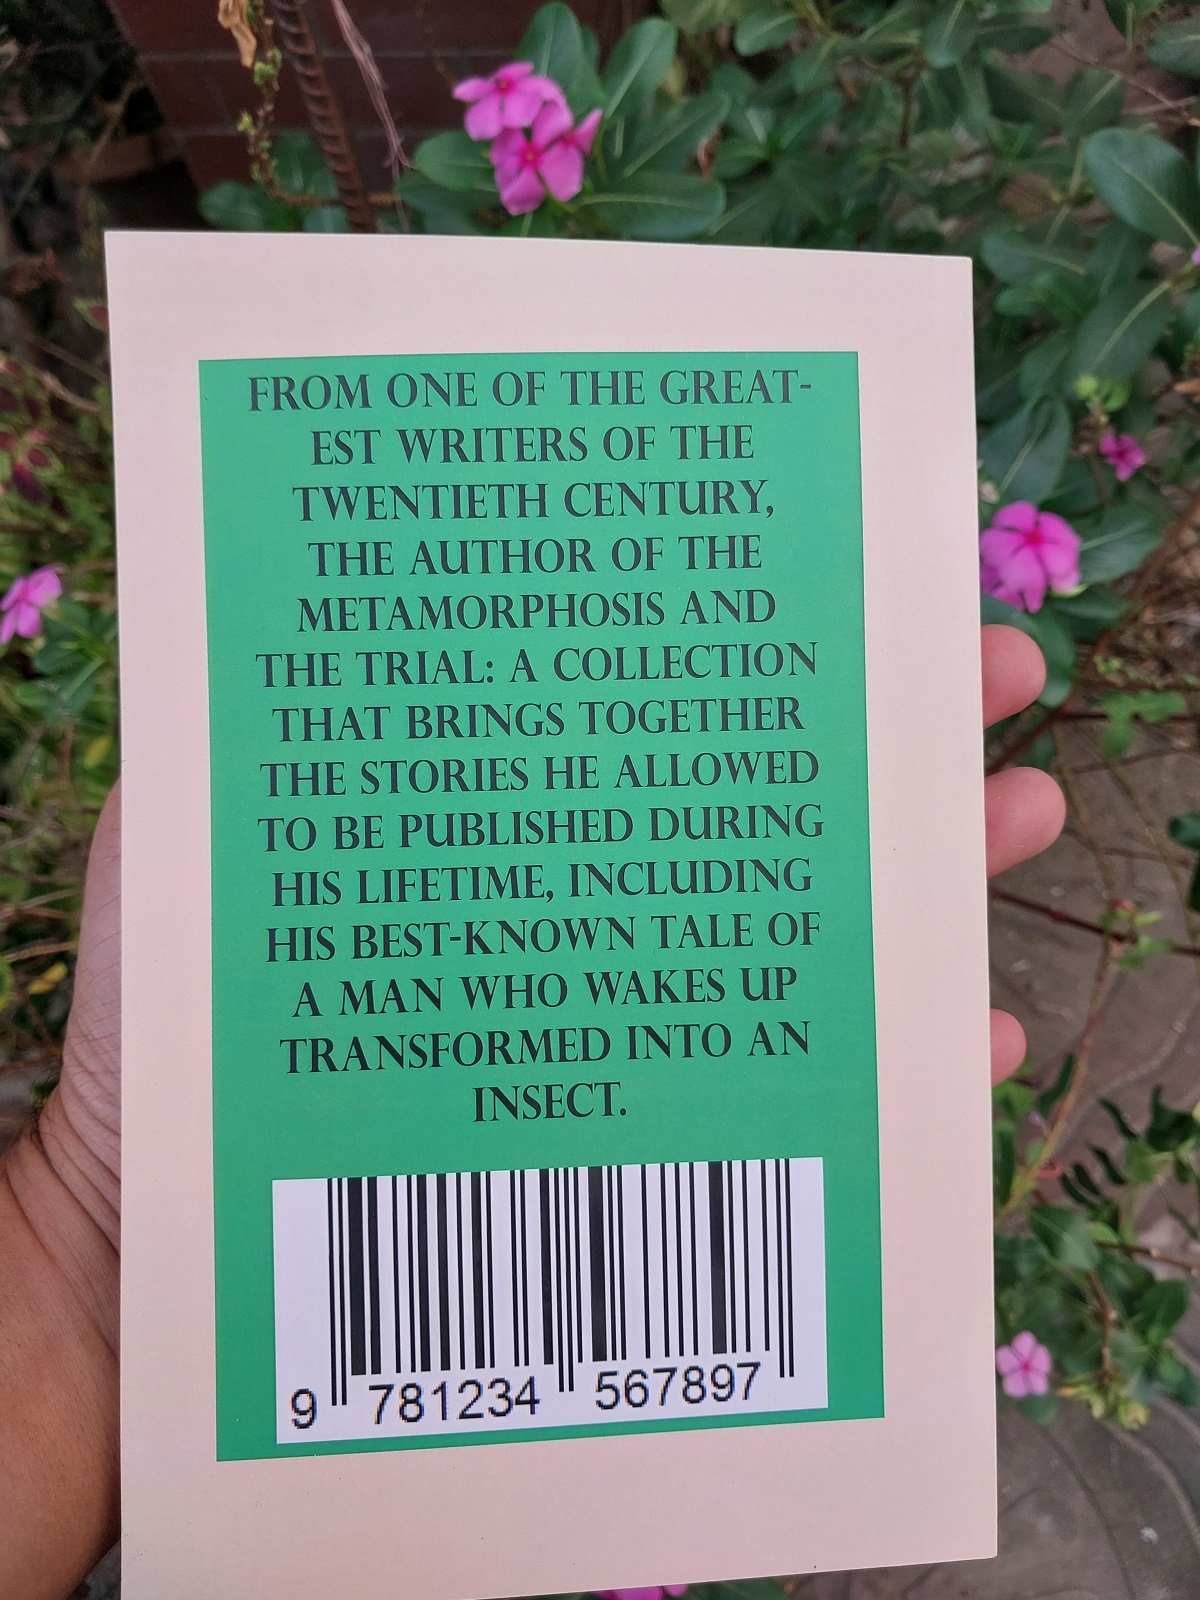 FROM ONE OF THE GREAT-
EST WRITERS OF THE
TWENTIETH CENTURY,
THE AUTHOR OF THE
METAMORPHOSIS AND
THE TRIAL: A COLLECTION
THAT BRINGS TOGETHER
THE STORIES HE ALLOWED
TO BE PUBLISHED DURING
HIS LIFETIME, INCLUDING
HIS BEST-KNOWN TALE OF
A MAN WHO WAKES UP
TRANSFORMED INTO AN
INSECT.
9 781234 567897